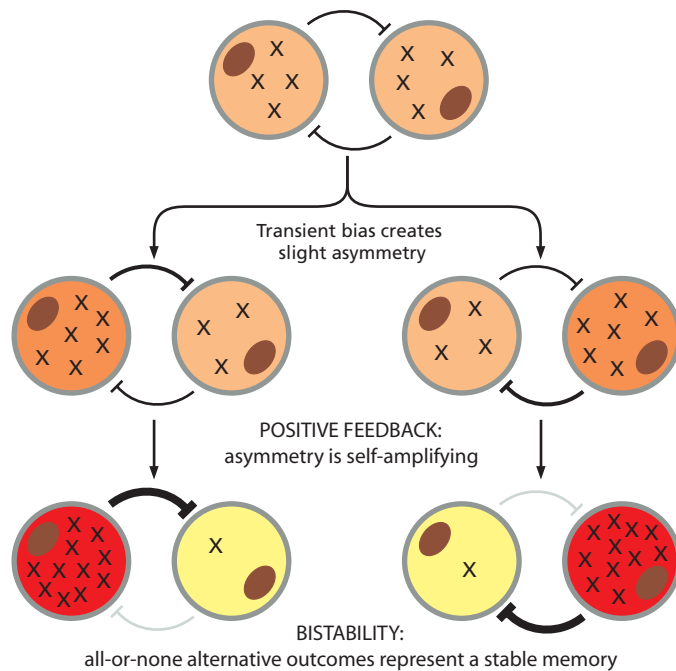 X
X X
X
X X
X
X
Transient bias creates
slight asymmetry
X X
X X
X X
X
X
X
X
X X
X
X X X
X X
POSITIVE FEEDBACK:
asymmetry is self-amplifying
X X
X X
X X X X
X X X
X
X
X X X
X X X X
X X
X X
BISTABILITY:
all-or-none alternative outcomes represent a stable memory